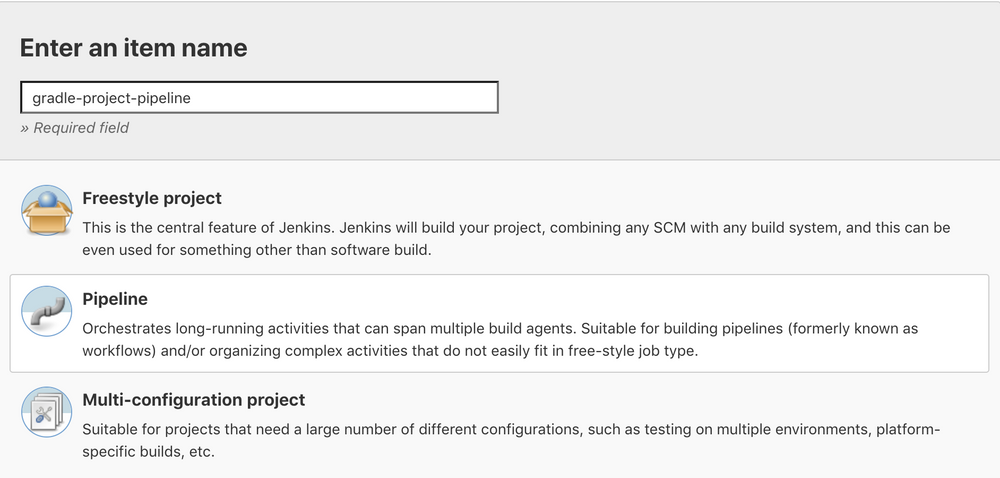 Enter an item name
gradle-project-pipeline
» Required field
Freestyle project
This is the central feature of Jenkins. Jenkins will build your project, combining any SCM with any build system, and this can be
even used for something other than software build.
Pipeline
Orchestrates long-running activities that can span multiple build agents. Suitable for building pipelines (formerly known as
workflows) and/or organizing complex activities that do not easily fit in free-style job type.
Multi-configuration project
Suitable for projects that need a large number of different configurations, such as testing on multiple environments, platform-
specific builds, etc.